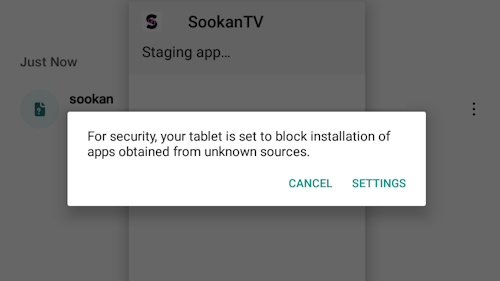 SookanTV
Staging app...
Just Now
sookan
For security, your tablet is set to block installation of
apps obtained from unknown sources.
CANCEL SETTINGS